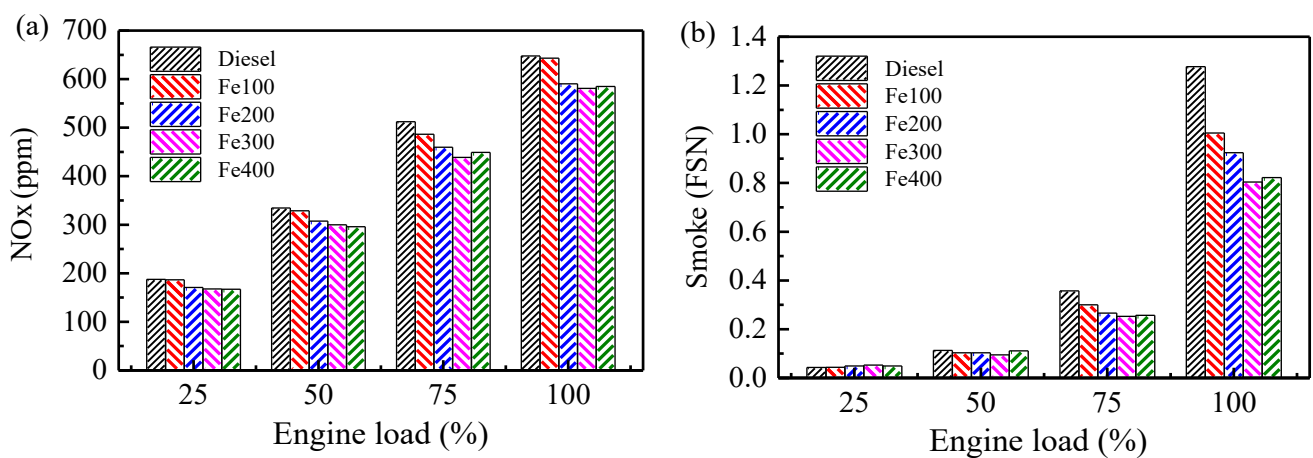 (a)
700
600
500
400
300
200
100
0
NOx (ppm)
Diesel
Fe100
Fe200
Fe300
Fe400
25 50 75 100
Engine load (%)
(b)
1.4
1.2
1.0
0.8
0.6
0.4
0.2
0.0
Smoke (FSN)
Diesel
Fe100
Fe200
Fe300
Fe400
25 50 75 100
Engine load (%)